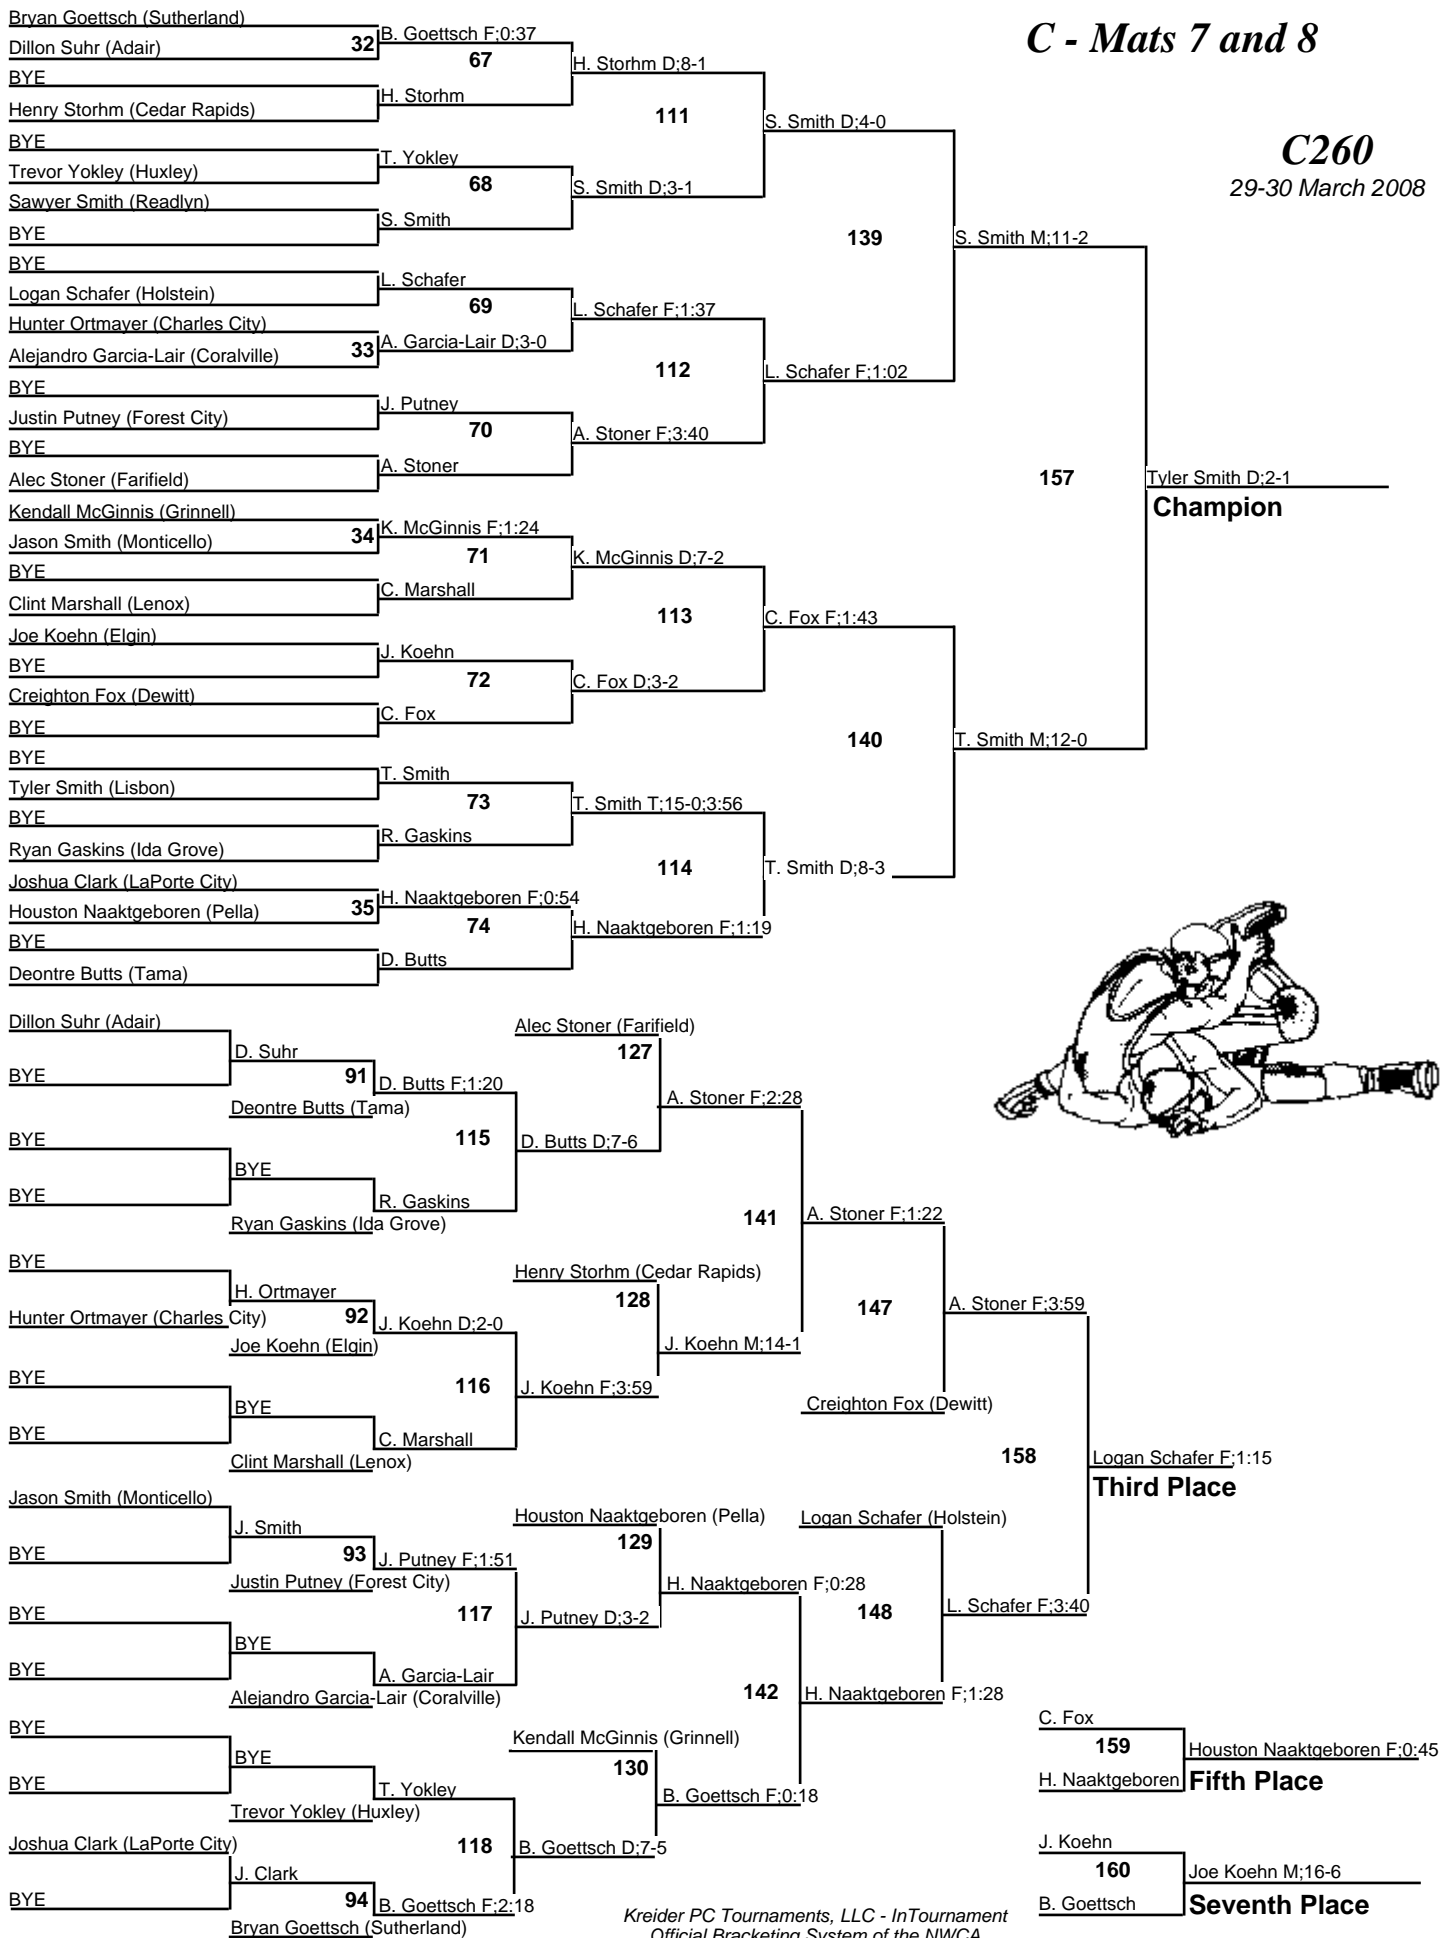 C - Mats 7 and 8
C260
29-30 March 2008
Bryan Goettsch (Sutherland)
Dillon Suhr (Adair)
32
B. Goettsch F;0:37
BYE
67
Henry Storhm (Cedar Rapids)
H. Storhm
H. Storhm D;8-1
BYE
111
Trevor Yokley (Huxley)
T. Yokley
S. Smith D;4-0
Sawyer Smith (Readlyn)
68
S. Smith D;3-1
BYE
S. Smith
139
S. Smith M;11-2
BYE
Logan Schafer (Holstein)
L. Schafer
Hunter Ortmayer (Charles City)
69
L. Schafer F;1:37
Alejandro Garcia-Lair (Coralville)
33
A. Garcia-Lair D;3-0
BYE
112
L. Schafer F;1:02
Justin Putney (Forest City)
J. Putney
BYE
70
A. Stoner F;3:40
Alec Stoner (Farifield)
A. Stoner
157
Tyler Smith D;2-1
Champion
Kendall McGinnis (Grinnell)
Jason Smith (Monticello)
34
K. McGinnis F;1:24
BYE
71
K. McGinnis D;7-2
Clint Marshall (Lenox)
C. Marshall
113
C. Fox F;1:43
Joe Koehn (Elgin)
BYE
J. Koehn
Creighton Fox (Dewitt)
72
C. Fox D;3-2
BYE
C. Fox
140
T. Smith M;12-0
BYE
Tyler Smith (Lisbon)
T. Smith
BYE
73
T. Smith T;15-0;3:56
Ryan Gaskins (Ida Grove)
R. Gaskins
114
T. Smith D;8-3
Joshua Clark (LaPorte City)
Houston Naaktgeboren (Pella)
35
H. Naaktgeboren F;0:54
BYE
74
H. Naaktgeboren F;1:19
Deontre Butts (Tama)
D. Butts
Dillon Suhr (Adair)
Alec Stoner (Farifield)
D. Suhr
127
BYE
91
D. Butts F;1:20
A. Stoner F;2:28
Deontre Butts (Tama)
BYE
115
D. Butts D;7-6
BYE
BYE
R. Gaskins
Ryan Gaskins (Ida Grove)
141
A. Stoner F;1:22
BYE
Henry Storhm (Cedar Rapids)
H. Ortmayer
128
147
A. Stoner F;3:59
Hunter Ortmayer (Charles City)
92
J. Koehn D;2-0
Joe Koehn (Elgin)
J. Koehn M;14-1
BYE
116
J. Koehn F;3:59
BYE
Creighton Fox (Dewitt)
BYE
C. Marshall
Clint Marshall (Lenox)
158
Logan Schafer F;1:15
Third Place
Jason Smith (Monticello)
Houston Naaktgeboren (Pella)
Logan Schafer (Holstein)
J. Smith
129
BYE
93
J. Putney F;1:51
Justin Putney (Forest City)
H. Naaktgeboren F;0:28
BYE
117
J. Putney D;3-2
148
L. Schafer F;3:40
BYE
BYE
A. Garcia-Lair
Alejandro Garcia-Lair (Coralville)
142
H. Naaktgeboren F;1:28
BYE
Kendall McGinnis (Grinnell)
C. Fox
BYE
130
159
Houston Naaktgeboren F;0:45
BYE
T. Yokley
H. Naaktgeboren
Fifth Place
Trevor Yokley (Huxley)
B. Goettsch F;0:18
Joshua Clark (LaPorte City)
118
B. Goettsch D;7-5
J. Koehn
J. Clark
160
Joe Koehn M;16-6
BYE
94
B. Goettsch F;2:18
B. Goettsch
Seventh Place
Bryan Goettsch (Sutherland)
Kreider PC Tournaments, LLC - InTournament
Official Bracketing System of the NWCA